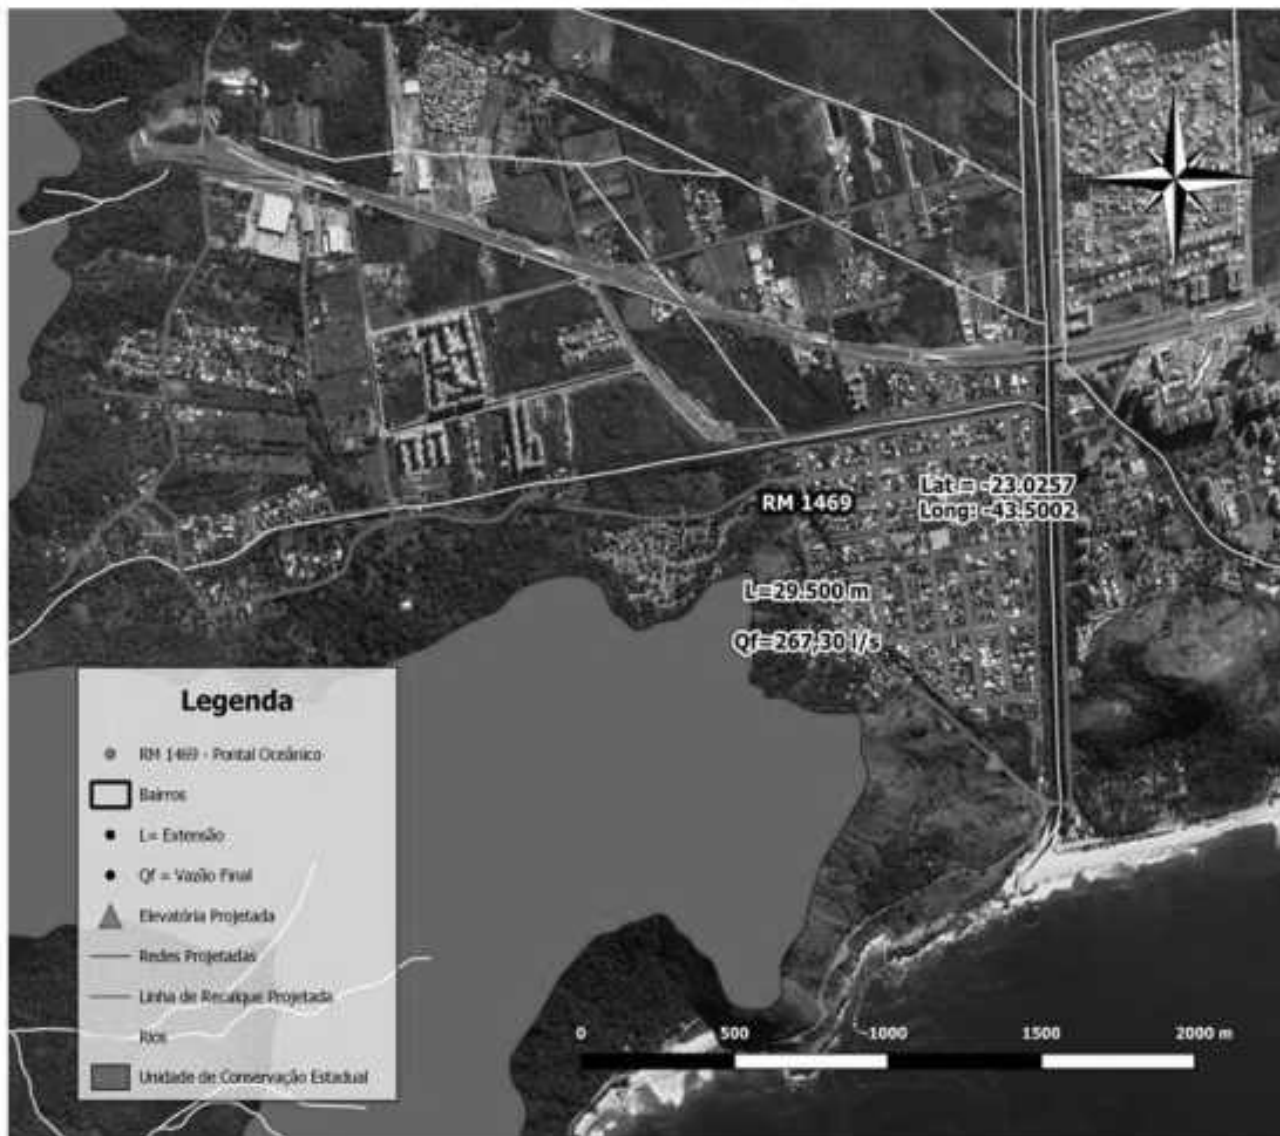 RM 1469
Lat = -23.0257
Long: -43.5002
L=29.500 m
Qf=267,30 l/s
Legenda
RM 1469 - Pontal Oceânico
Bairros
L= Extensão
Qf = Vazão Final
Elevatória Projetada
Redes Projetadas
Linha de Recalque Projetada
Rios
Unidade de Conservação Estadual
0 500 1000 1500 2000 m